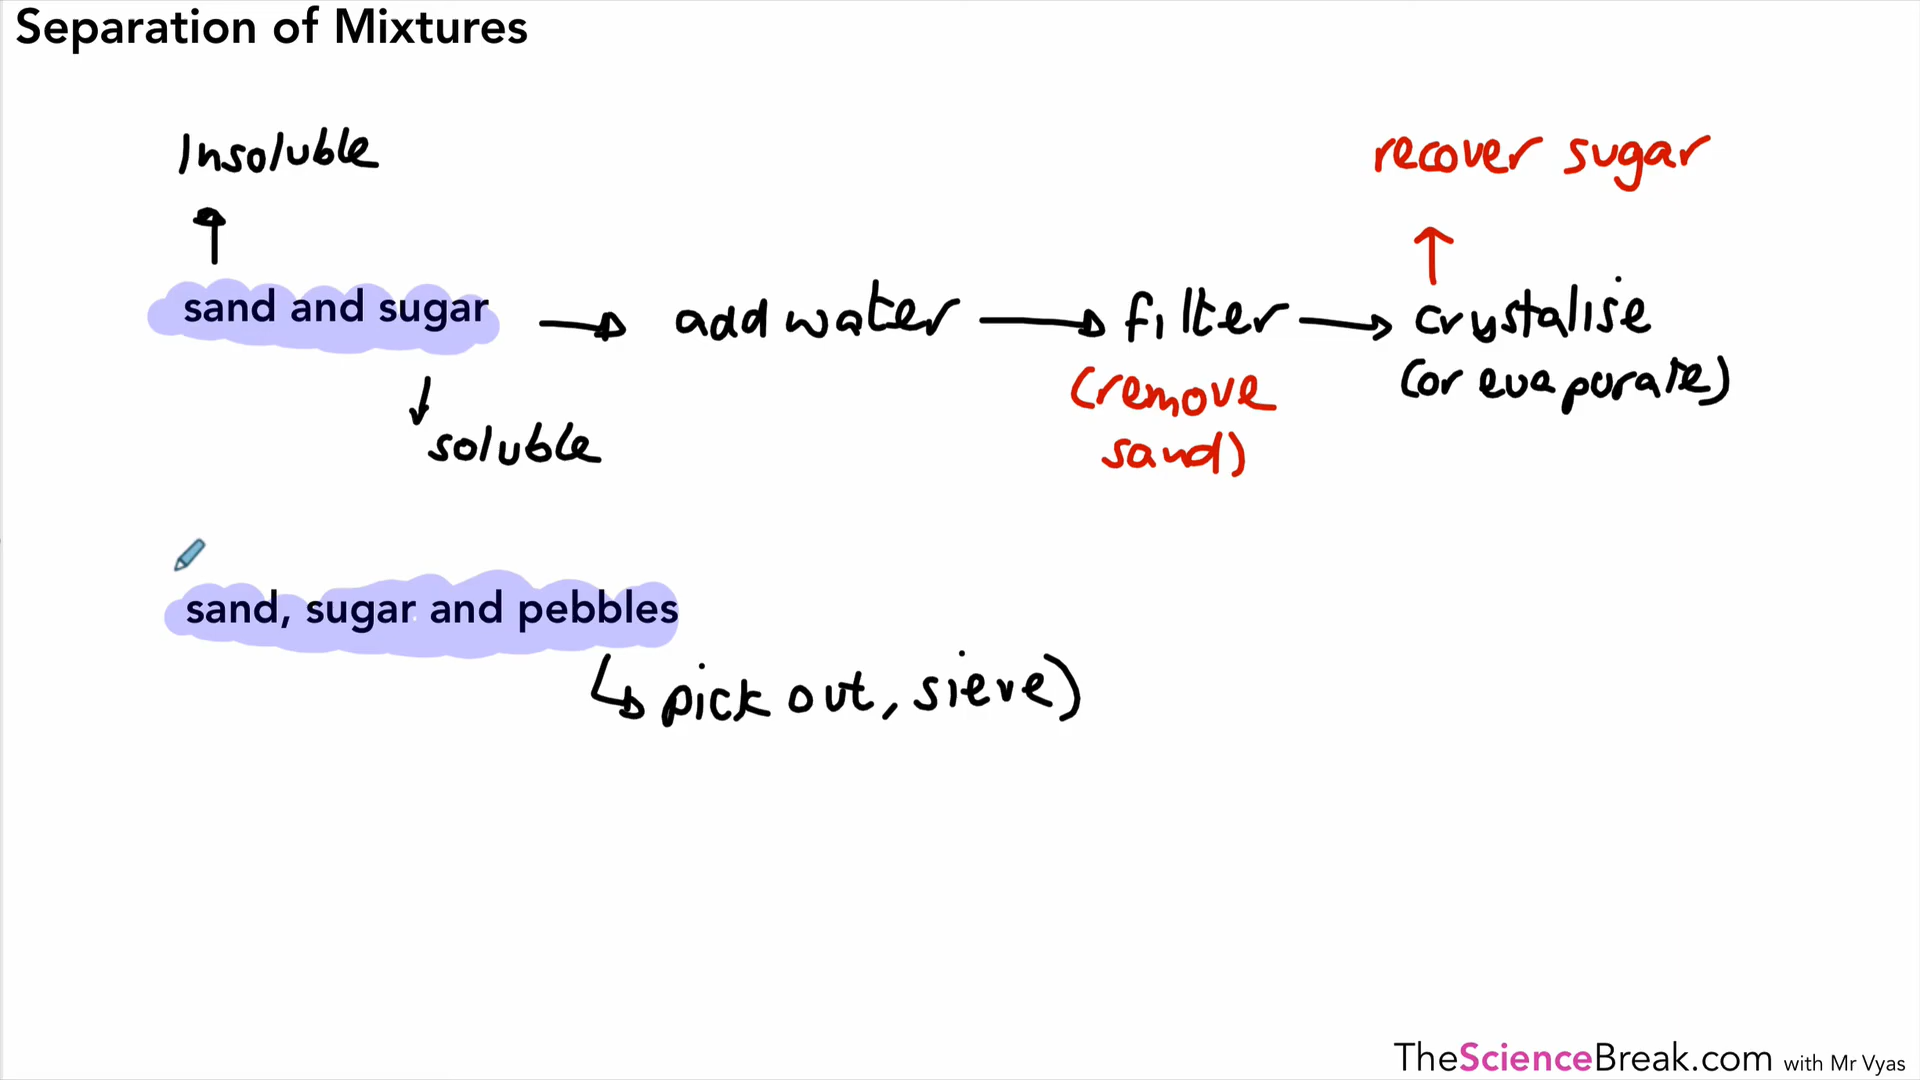 Separation of Mixtures
Insoluble
recover sugar
sand and sugar → add water → filter → crystalise
(remove
sand)
(or evaporate)
soluble
sand, sugar and pebbles
pick out, sieve)
TheScienceBreak.com with Mr Vyas